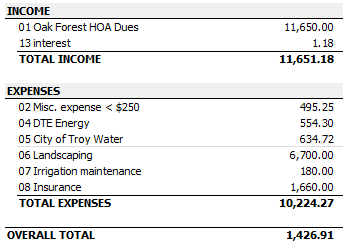 INCOME
01 Oak Forest HOA Dues 11,650.00
13 interest 1.18
TOTAL INCOME 11,651.18
EXPENSES
02 Misc. expense < $250 495.25
04 DTE Energy 554.30
05 City of Troy Water 634.72
06 Landscaping 6,700.00
07 Irrigation maintenance 180.00
08 Insurance 1,660.00
TOTAL EXPENSES 10,224.27
OVERALL TOTAL 1,426.91